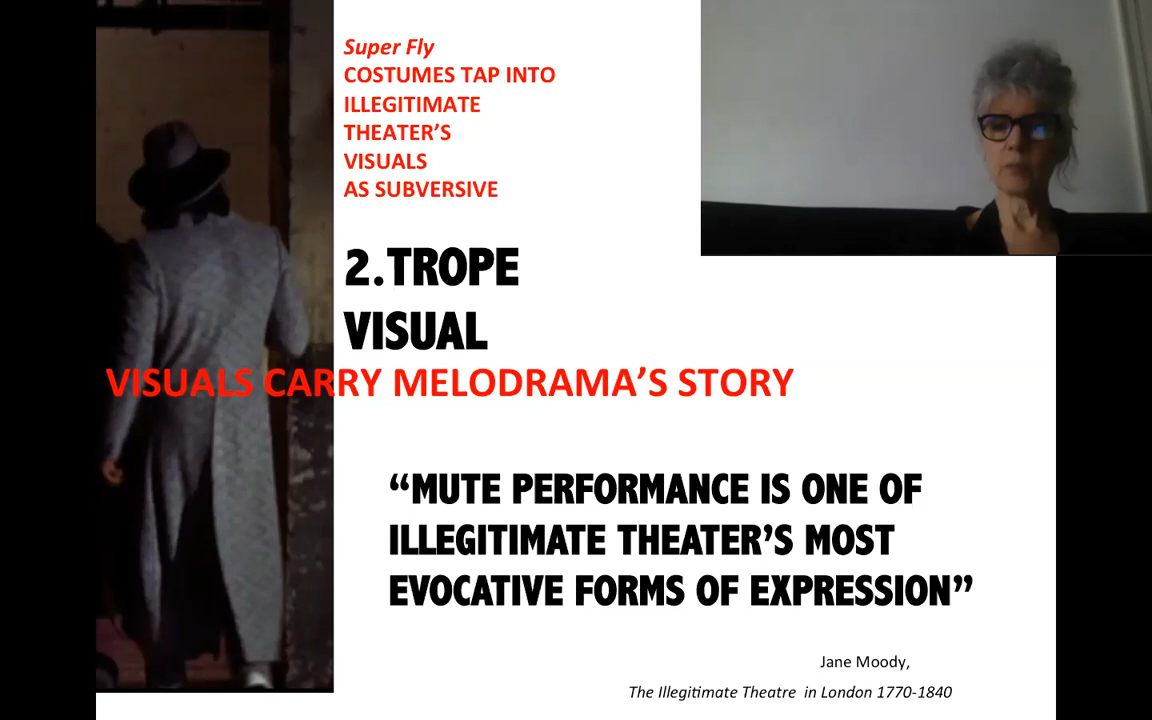 Super Fly
COSTUMES TAP INTO
ILLEGITIMATE
THEATER’S
VISUALS
AS SUBVERSIVE
2.TROPE
VISUAL
VISUALS CARRY MELODRAMA’S STORY
“MUTE PERFORMANCE IS ONE OF
ILLEGITIMATE THEATER’S MOST
EVOCATIVE FORMS OF EXPRESSION”
Jane Moody,
The Illegitimate Theatre in London 1770-1840